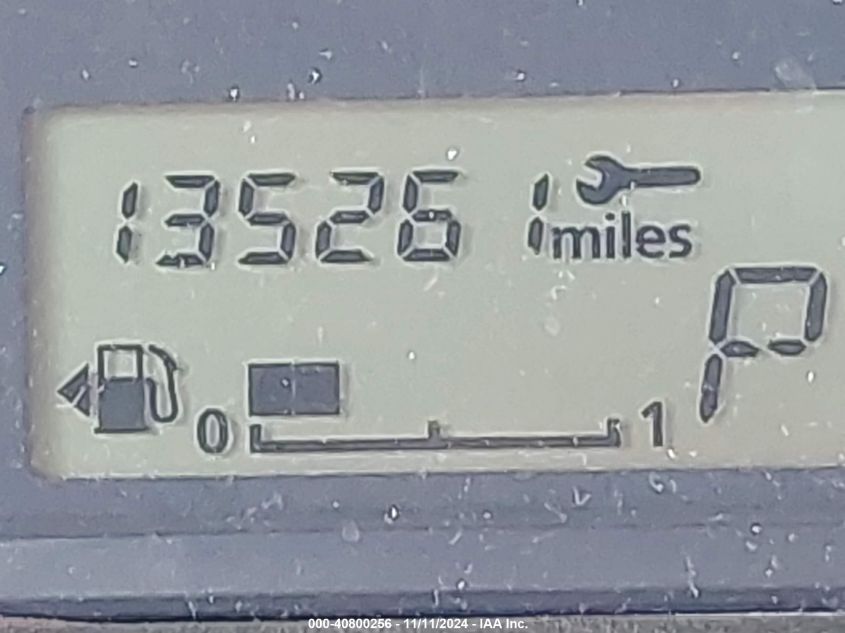 135261 miles
P
0 1
000-40800256 - 11/11/2024 - IAA Inc.